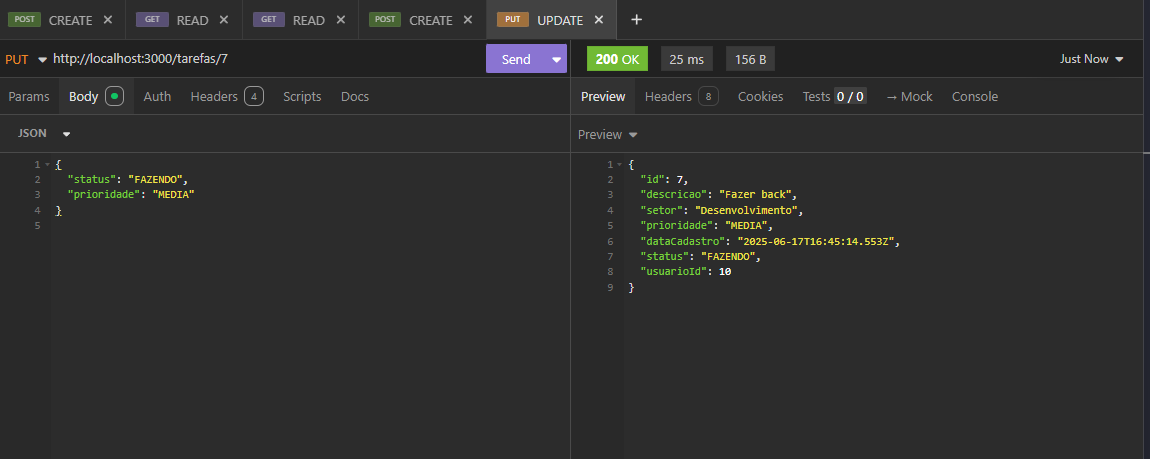 POST CREATE × GET READ × GET READ × POST CREATE × PUT UPDATE × +
PUT http://localhost:3000/tarefas/7 Send 200 OK 25 ms 156 B Just Now
Params Body Auth Headers 4 Scripts Docs Preview Headers 8 Cookies Tests 0 / 0 → Mock Console
JSON
1 {
2 "status": "FAZENDO",
3 "prioridade": "MEDIA"
4 }
5
Preview
1 {
2 "id": 7,
3 "descricao": "Fazer back",
4 "setor": "Desenvolvimento",
5 "prioridade": "MEDIA",
6 "dataCadastro": "2025-06-17T16:45:14.553Z",
7 "status": "FAZENDO",
8 "usuarioId": 10
9 }